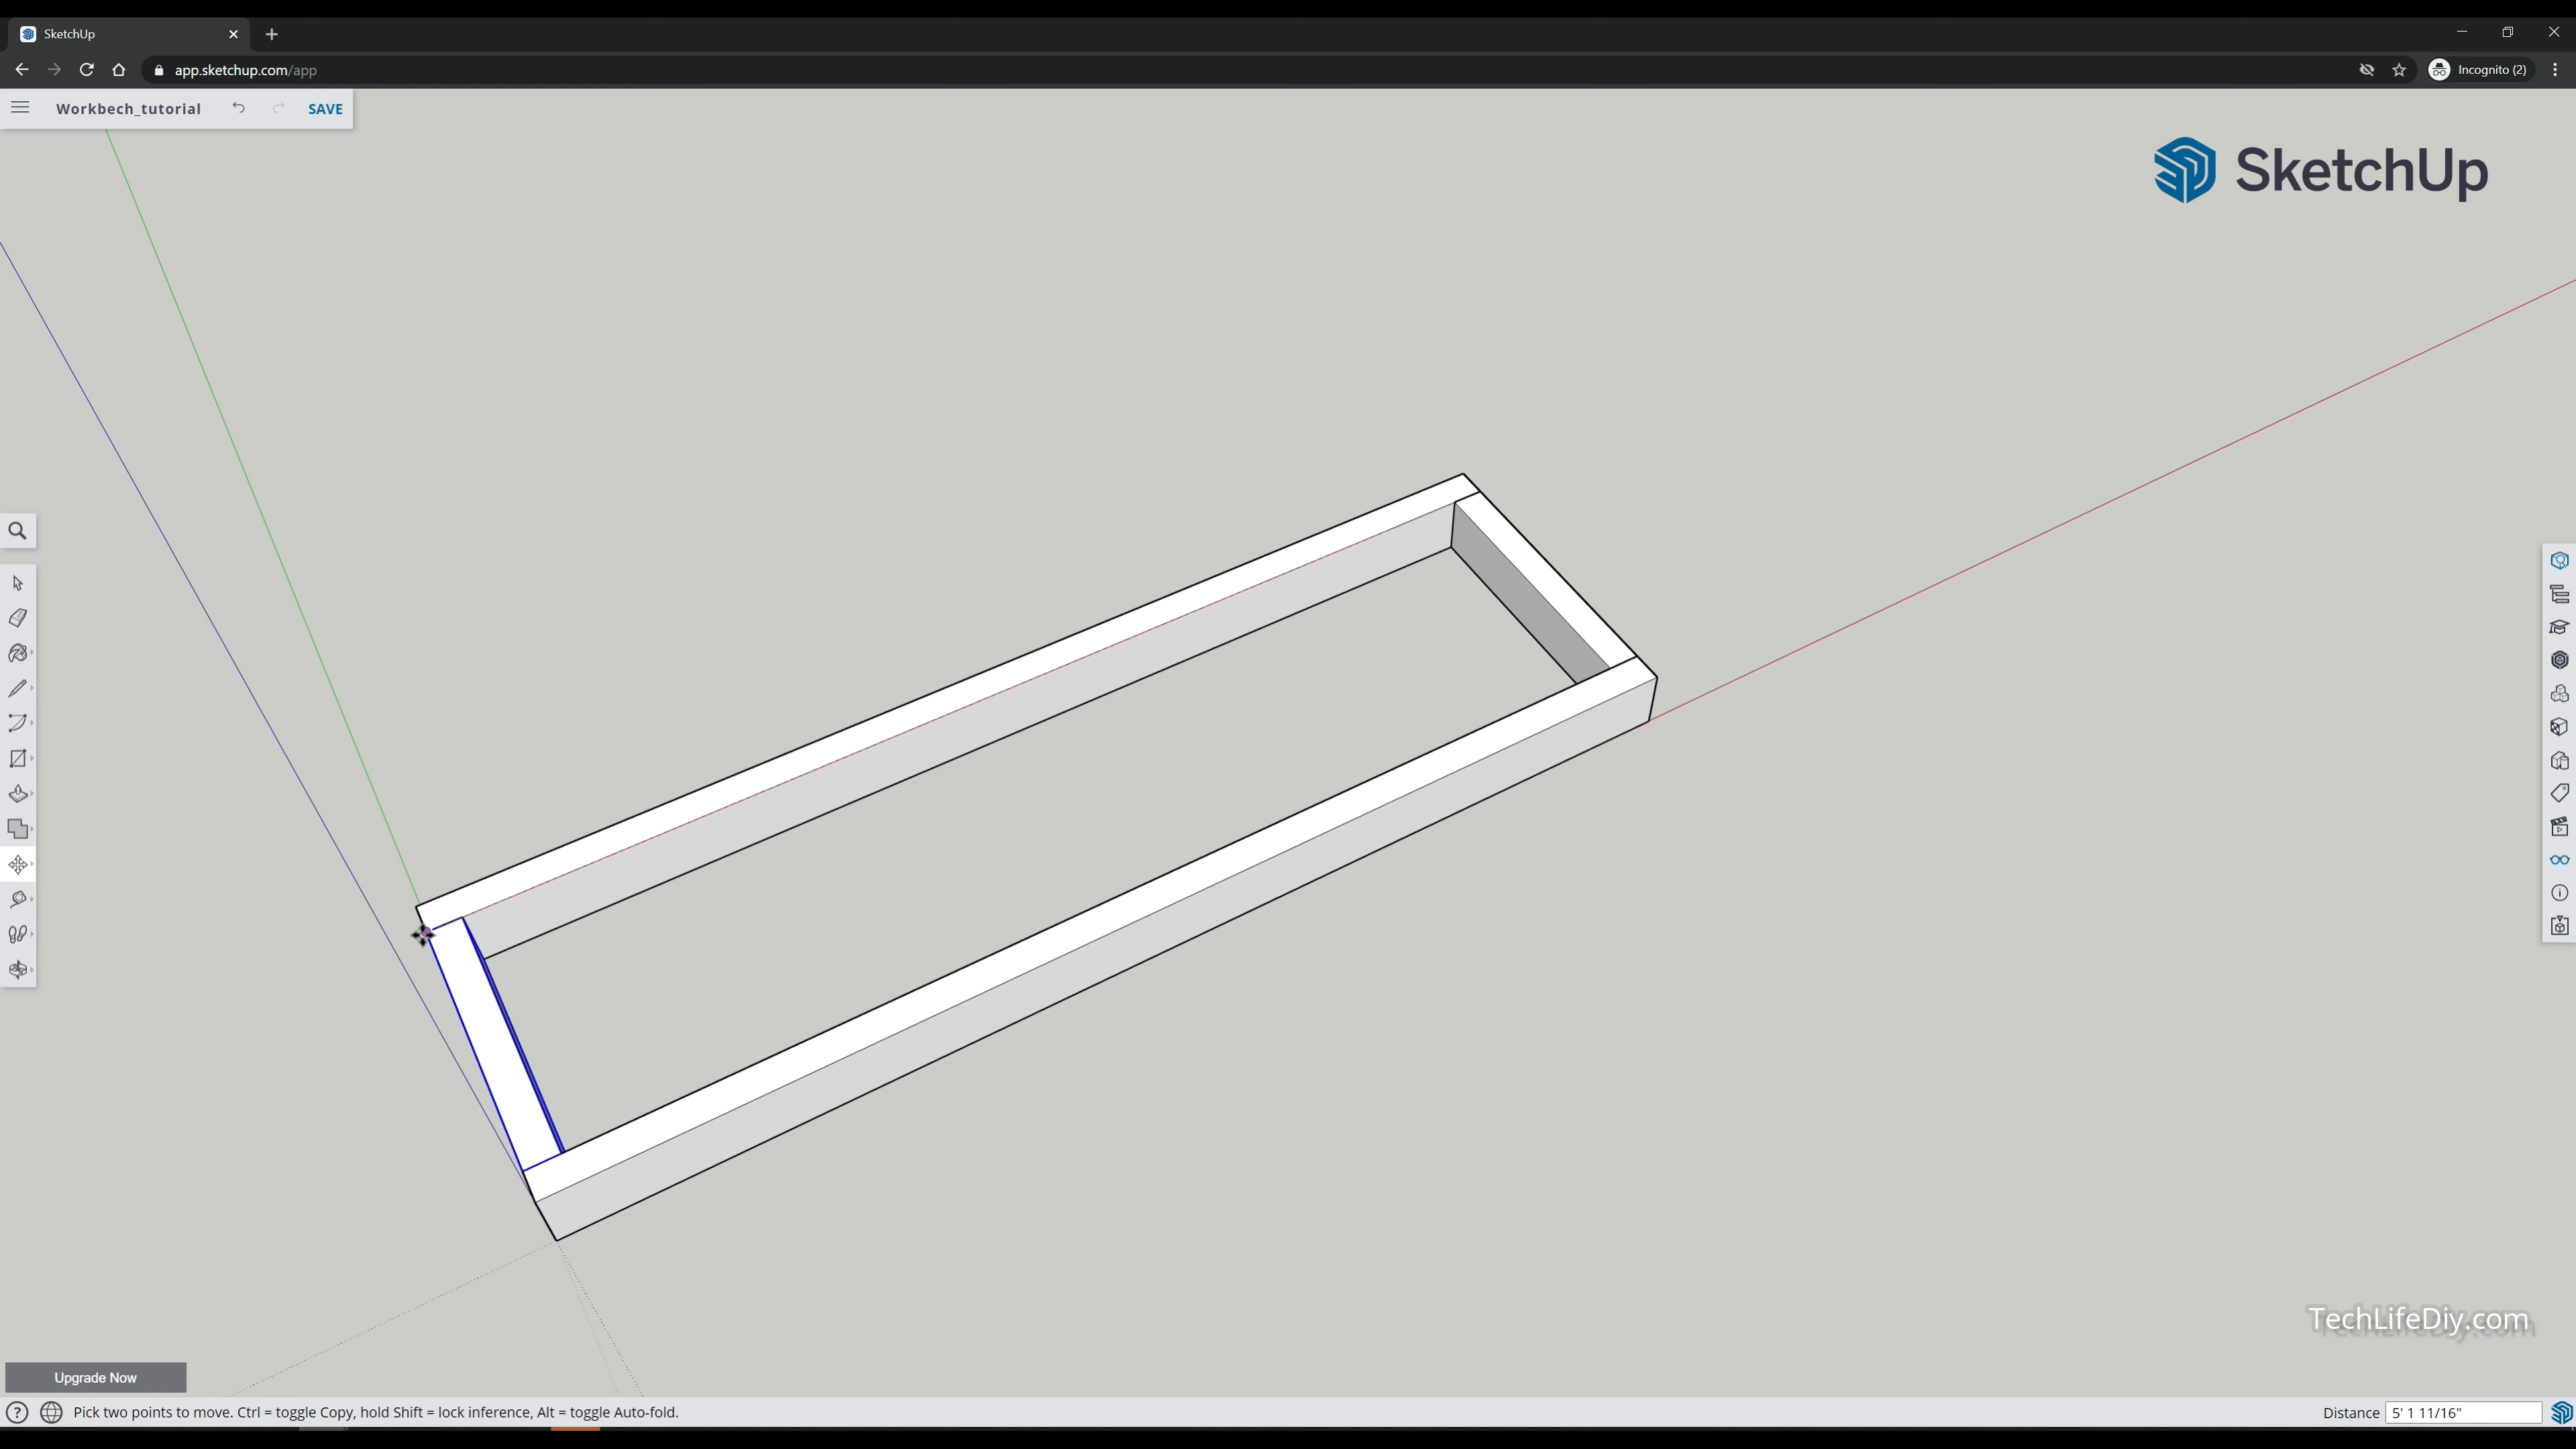 SketchUp
app.sketchup.com/app
Incognito (2)
Workbech_tutorial
SAVE
SketchUp
TechLifeDiy.com
Upgrade Now
Pick two points to move. Ctrl = toggle Copy, hold Shift = lock inference, Alt = toggle Auto-fold.
Distance
5' 1 11/16"